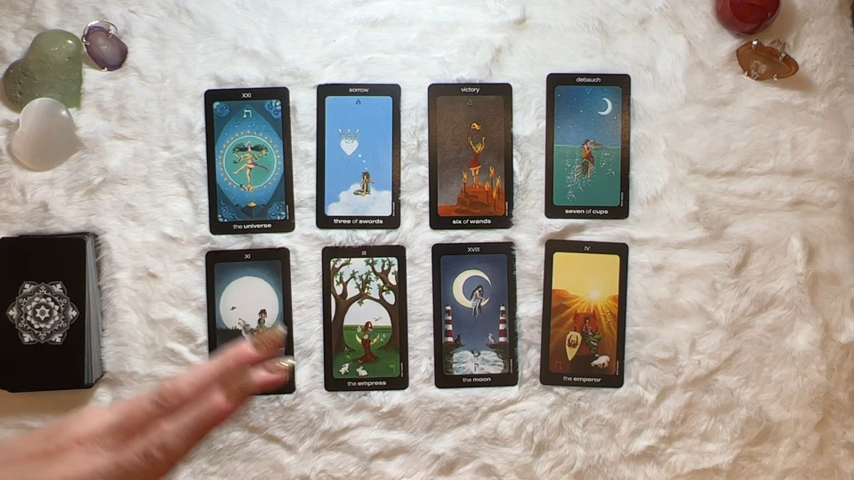 XXI
the universe
sorrow
three of swords
victory
six of wands
debauch
seven of cups
XI
III
the empress
XVIII
the moon
IV
the emperor